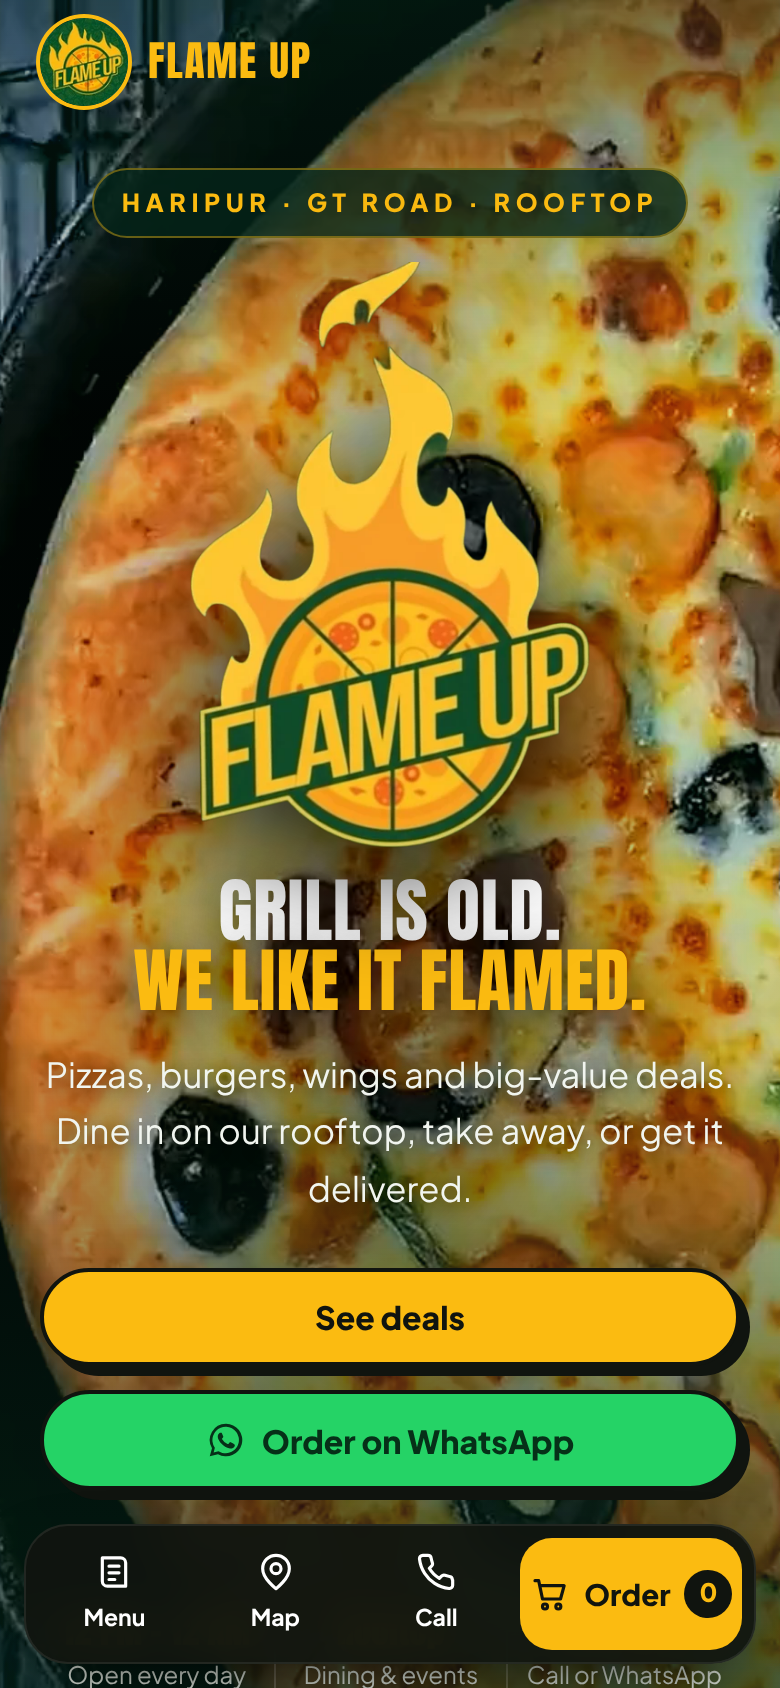 FLAME UP
FLAME UP
HARIPUR · GT ROAD · ROOFTOP
FLAME UP
GRILL IS OLD.
WE LIKE IT FLAMED.
Pizzas, burgers, wings and big-value deals.
Dine in on our rooftop, take away, or get it
delivered.
See deals
Order on WhatsApp
Menu
Map
Call
Order 0
Open every day
Dining & events
Call or WhatsApp